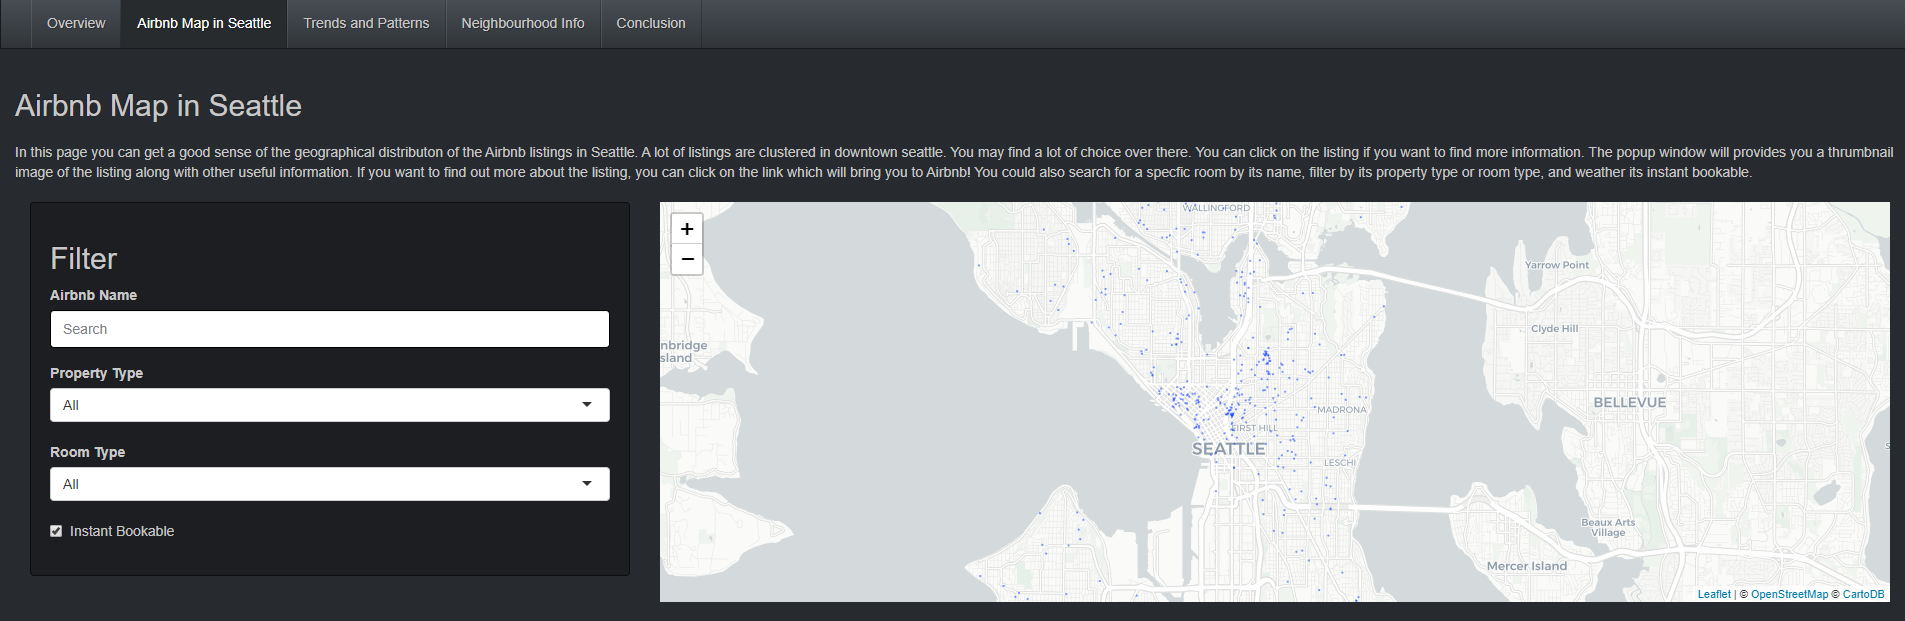 Overview
Airbnb Map in Seattle
Trends and Patterns
Neighbourhood Info
Conclusion
Airbnb Map in Seattle
In this page you can get a good sense of the geographical distributon of the Airbnb listings in Seattle. A lot of listings are clustered in downtown seattle. You may find a lot of choice over there. You can click on the listing if you want to find more information. The popup window will provides you a thrumbnail
image of the listing along with other useful information. If you want to find out more about the listing, you can click on the link which will bring you to Airbnb! You could also search for a specfic room by its name, filter by its property type or room type, and weather its instant bookable.
Filter
Airbnb Name
Search
Property Type
All
Room Type
All
Instant Bookable
+
−
WALLINGFORD
Yarrow Point
Clyde Hill
nbridge
sland
BELLEVUE
MADRONA
FIRST HILL
SEATTLE
LESCHI
Beaux Arts
Village
Mercer Island
Leaflet | © OpenStreetMap © CartoDB